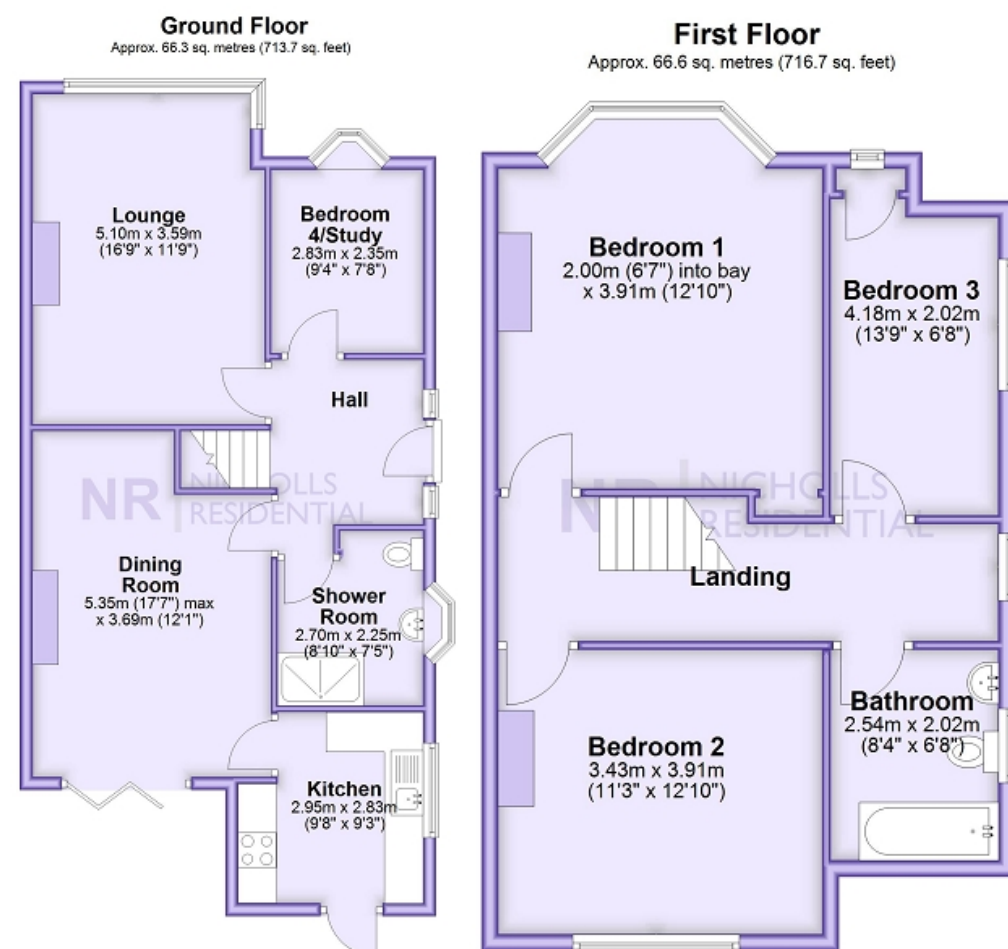 Ground Floor
Approx. 66.3 sq. metres (713.7 sq. feet)
Lounge
5.10m x 3.59m
(16'9" x 11'9")
Bedroom
4/Study
2.83m x 2.35m
(9'4" x 7'8")
Hall
NR NICHOLLS
RESIDENTIAL
Dining
Room
5.35m (17'7") max
x 3.69m (12'1")
Shower
Room
2.70m x 2.25m
(8'10" x 7'5")
Kitchen
2.95m x 2.83m
(9'8" x 9'3")
First Floor
Approx. 66.6 sq. metres (716.7 sq. feet)
Bedroom 1
2.00m (6'7") into bay
x 3.91m (12'10")
Bedroom 3
4.18m x 2.02m
(13'9" x 6'8")
NR NICHOLLS
RESIDENTIAL
Landing
Bedroom 2
3.43m x 3.91m
(11'3" x 12'10")
Bathroom
2.54m x 2.02m
(8'4" x 6'8")